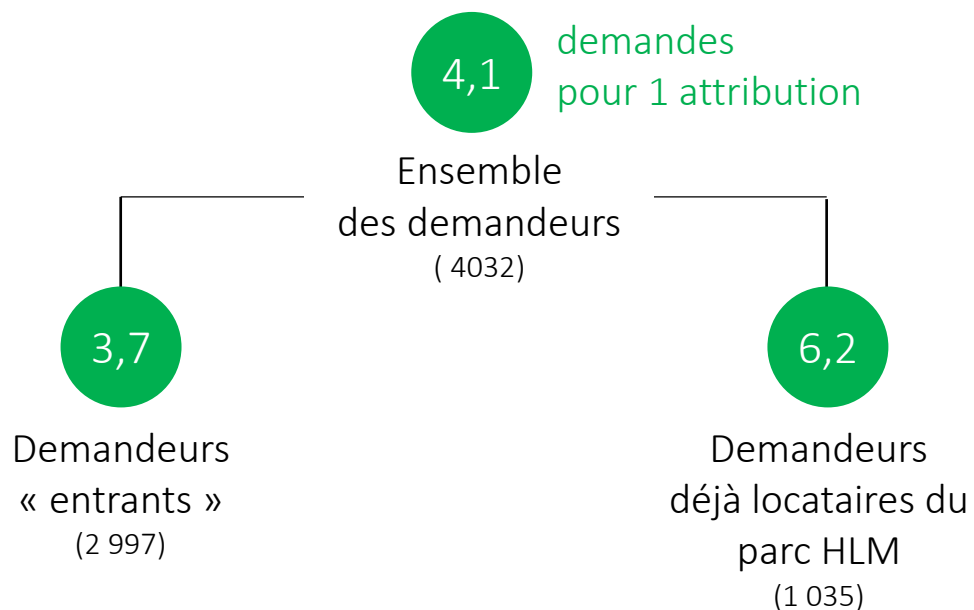 4,1
demandes
pour 1 attribution
Ensemble
des demandeurs
( 4032)
3,7
Demandeurs
« entrants »
(2 997)
6,2
Demandeurs
déjà locataires du
parc HLM
(1 035)